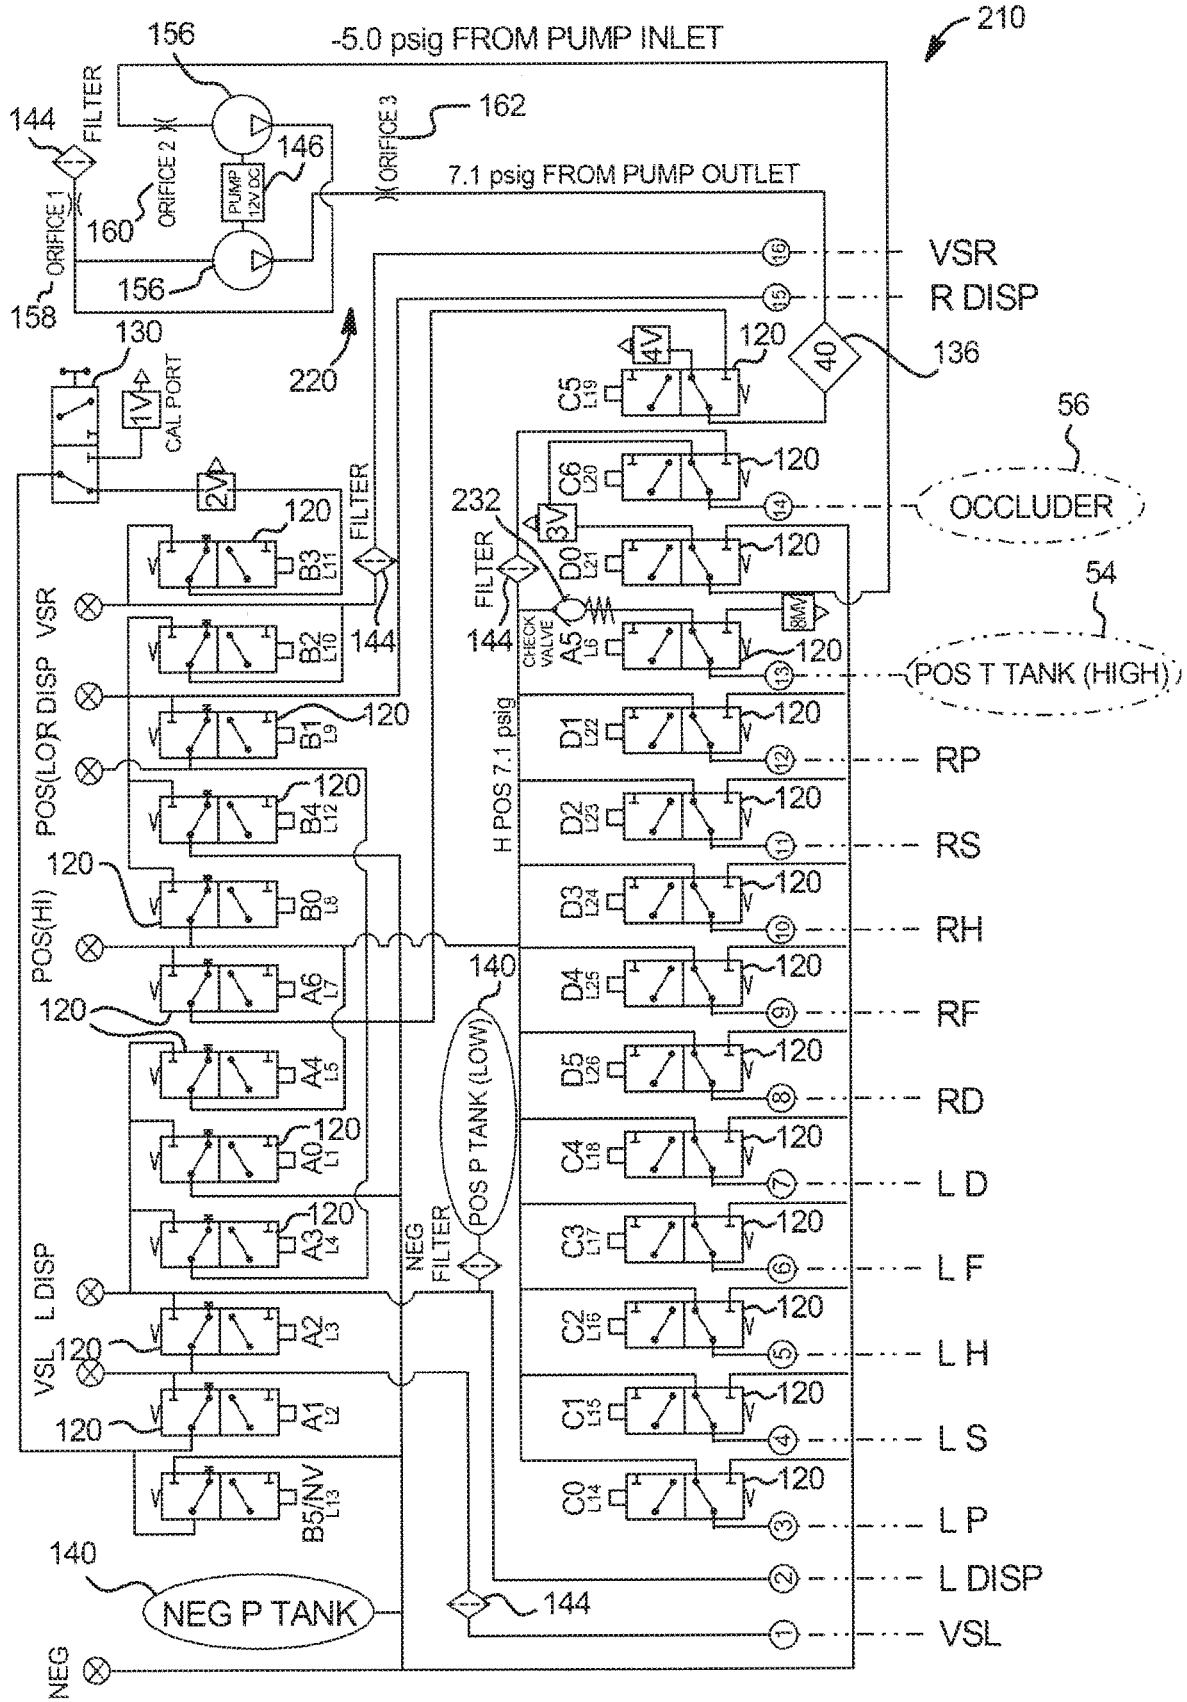 210
-5.0 psig FROM PUMP INLET
156
144
FILTER
ORIFICE 2
160
ORIFICE 1
158
PUMP
12V DC
146
156
ORIFICE 3
162
7.1 psig FROM PUMP OUTLET
220
16
VSR
15
R DISP
130
1V
CAL PORT
2V
4V
120
C5
L19
40
136
FILTER
144
B3
L11
120
VSR
B2
L10
POS(LO)
R DISP
B1
L9
120
B4
L12
120
120
B0
L8
POS(HI)
A6
L7
120
A4
L5
A0
L1
120
A3
L4
120
L DISP
A2
L3
120
VSL
A1
L2
120
B5/NV
L13
140
NEG P TANK
NEG
NEG
FILTER
POS P TANK (LOW)
140
H POS 7.1 psig
FILTER
144
232
CHECK
VALVE
3V
C6
L20
120
14
OCCLUDER
56
D0
L21
120
8MV
A5
L6
120
13
POS T TANK (HIGH)
54
D1
L22
120
12
RP
D2
L23
120
11
RS
D3
L24
120
10
RH
D4
L25
120
9
RF
D5
L26
120
8
RD
C4
L18
120
7
L D
C3
L17
120
6
L F
C2
L16
120
5
L H
C1
L15
120
4
L S
C0
L14
120
3
L P
2
L DISP
144
1
VSL